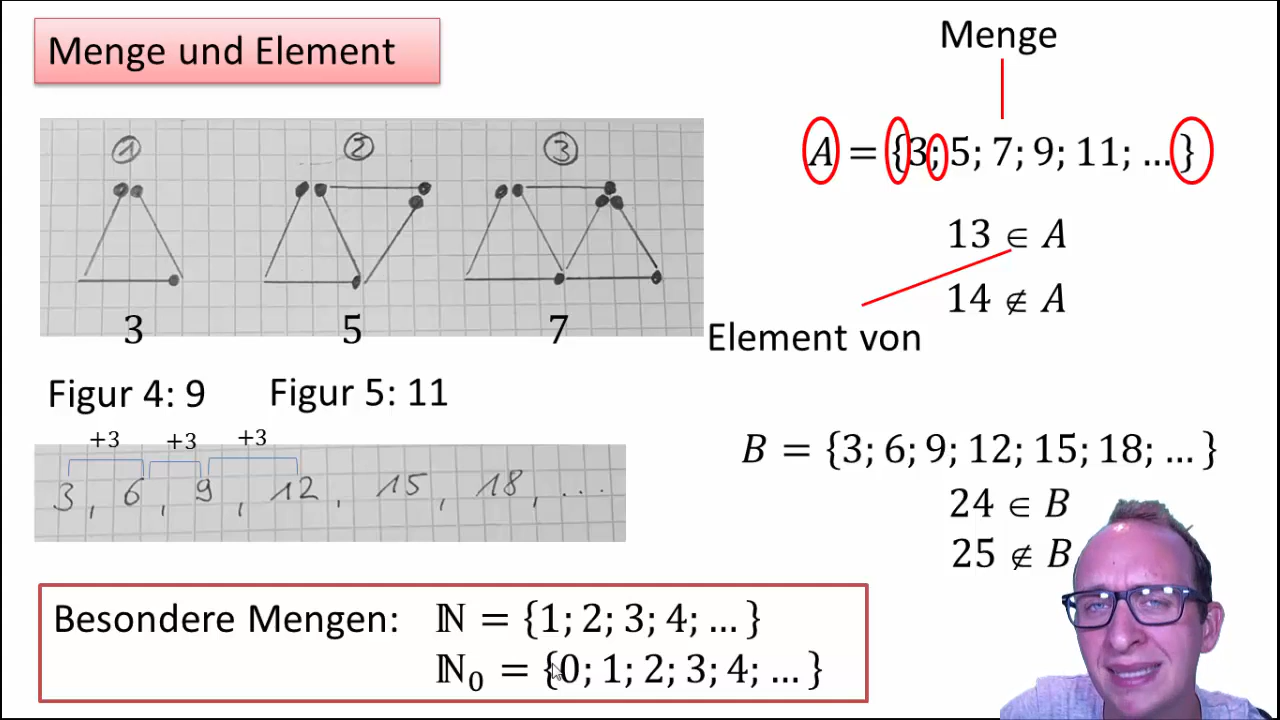 Menge und Element
Menge
A = {3; 5; 7; 9; 11; … }
13 ∈ A
14 ∉ A
Element von
1 2 3
3 5 7
Figur 4: 9 Figur 5: 11
+3 +3 +3
3, 6, 9, 12, 15, 18, ...
B = {3; 6; 9; 12; 15; 18; … }
24 ∈ B
25 ∉ B
Besondere Mengen: ℕ = {1; 2; 3; 4; … }
ℕ₀ = {0; 1; 2; 3; 4; … }